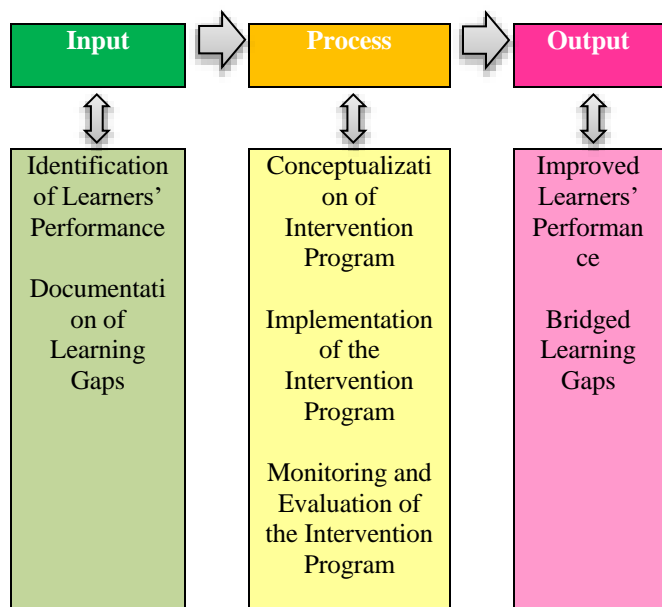 Input
Process
Output
Identification
of Learners’
Performance
Documentati
on of
Learning
Gaps
Conceptualizati
on of
Intervention
Program
Implementation
of the
Intervention
Program
Monitoring and
Evaluation of
the Intervention
Program
Improved
Learners’
Performan
ce
Bridged
Learning
Gaps